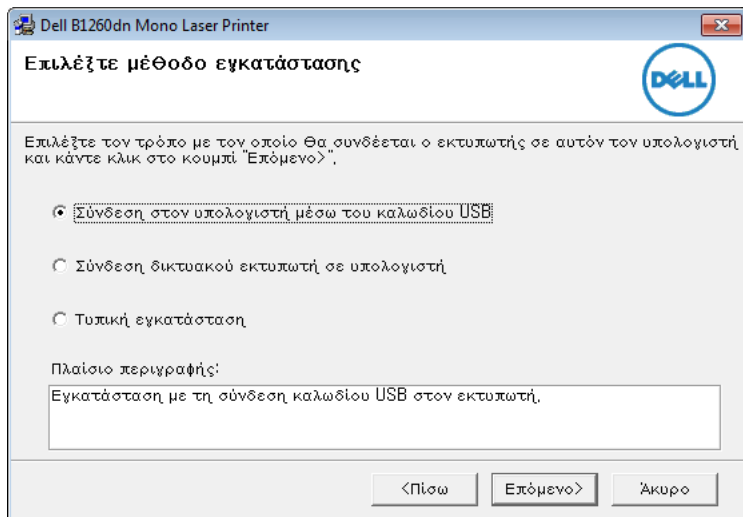 Dell B1260dn Mono Laser Printer
Επιλέξτε μέθοδο εγκατάστασης
DELL
Επιλέξτε τον τρόπο με τον οποίο θα συνδέεται ο εκτυπωτής σε αυτόν τον υπολογιστή
και κάντε κλικ στο κουμπί "Επόμενο>".
Σύνδεση στον υπολογιστή μέσω του καλωδίου USB
Σύνδεση δικτυακού εκτυπωτή σε υπολογιστή
Τυπική εγκατάσταση
Πλαίσιο περιγραφής:
Εγκατάσταση με τη σύνδεση καλωδίου USB στον εκτυπωτή.
<Πίσω
Επόμενο>
Άκυρο